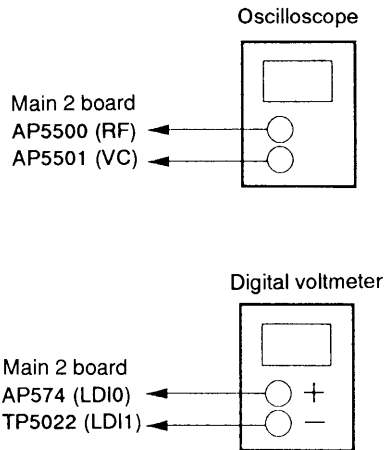 Oscilloscope
Main 2 board
AP5500 (RF)
AP5501 (VC)
Digital voltmeter
Main 2 board
AP574 (LDI0)
TP5022 (LDI1)
+
−